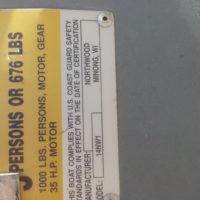 PERSONS OR 676 LBS
1000 LBS. PERSONS, MOTOR, GEAR
35 H.P. MOTOR
THIS BOAT COMPLIES WITH U.S. COAST GUARD SAFETY
STANDARDS IN EFFECT ON THE DATE OF CERTIFICATION
MANUFACTURER:
NORTHWOOD
MINONG, WI
MODEL:
14NW1